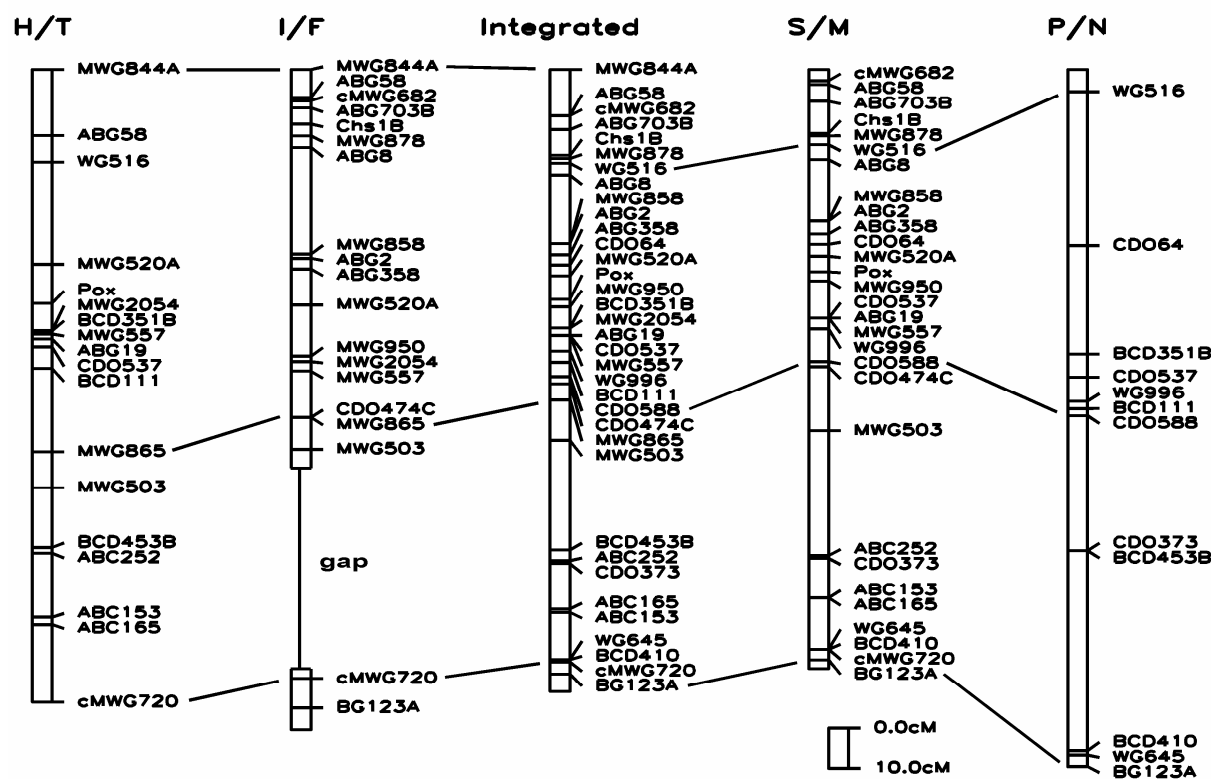 H/T
MWG844A
ABG58
WG516
MWG520A
Pox
MWG2054
BCD351B
MWG557
ABG19
CDO537
BCD111
MWG865
MWG503
BCD453B
ABC252
ABC153
ABC165
cMWG720
I/F
MWG844A
ABG58
cMWG682
ABG703B
Chs1B
MWG878
ABG8
MWG858
ABG2
ABG358
MWG520A
MWG950
MWG2054
MWG557
CDO474C
MWG865
MWG503
gap
cMWG720
BG123A
Integrated
MWG844A
ABG58
cMWG682
ABG703B
Chs1B
MWG878
WG516
ABG8
MWG858
ABG2
ABG358
CDO64
MWG520A
Pox
MWG950
BCD351B
MWG2054
ABG19
CDO537
MWG557
WG996
BCD111
CDO588
CDO474C
MWG865
MWG503
BCD453B
ABC252
CDO373
ABC165
ABC153
WG645
BCD410
cMWG720
BG123A
S/M
cMWG682
ABG58
ABG703B
Chs1B
MWG878
WG516
ABG8
MWG858
ABG2
ABG358
CDO64
MWG520A
Pox
MWG950
CDO537
ABG19
MWG557
WG996
CDO588
CDO474C
MWG503
ABC252
CDO373
ABC153
ABC165
WG645
BCD410
cMWG720
BG123A
P/N
WG516
CDO64
BCD351B
CDO537
WG996
BCD111
CDO588
CDO373
BCD453B
BCD410
WG645
BG123A
0.0cM
10.0cM